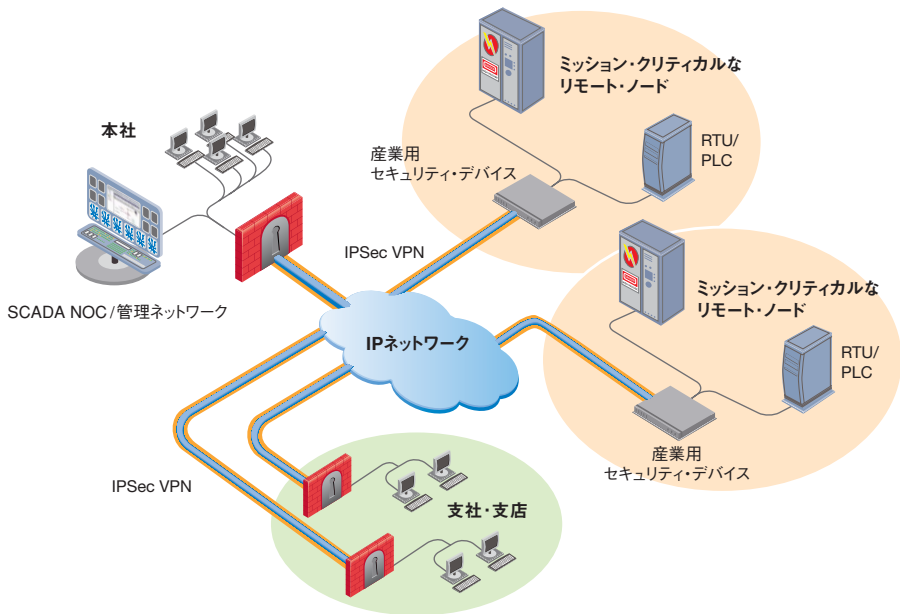 ミッション・クリティカルな
リモート・ノード
本社
RTU/
PLC
産業用
セキュリティ・デバイス
IPSec VPN
ミッション・クリティカルな
リモート・ノード
SCADA NOC/管理ネットワーク
IPネットワーク
RTU/
PLC
産業用
セキュリティ・デバイス
IPSec VPN
支社・支店